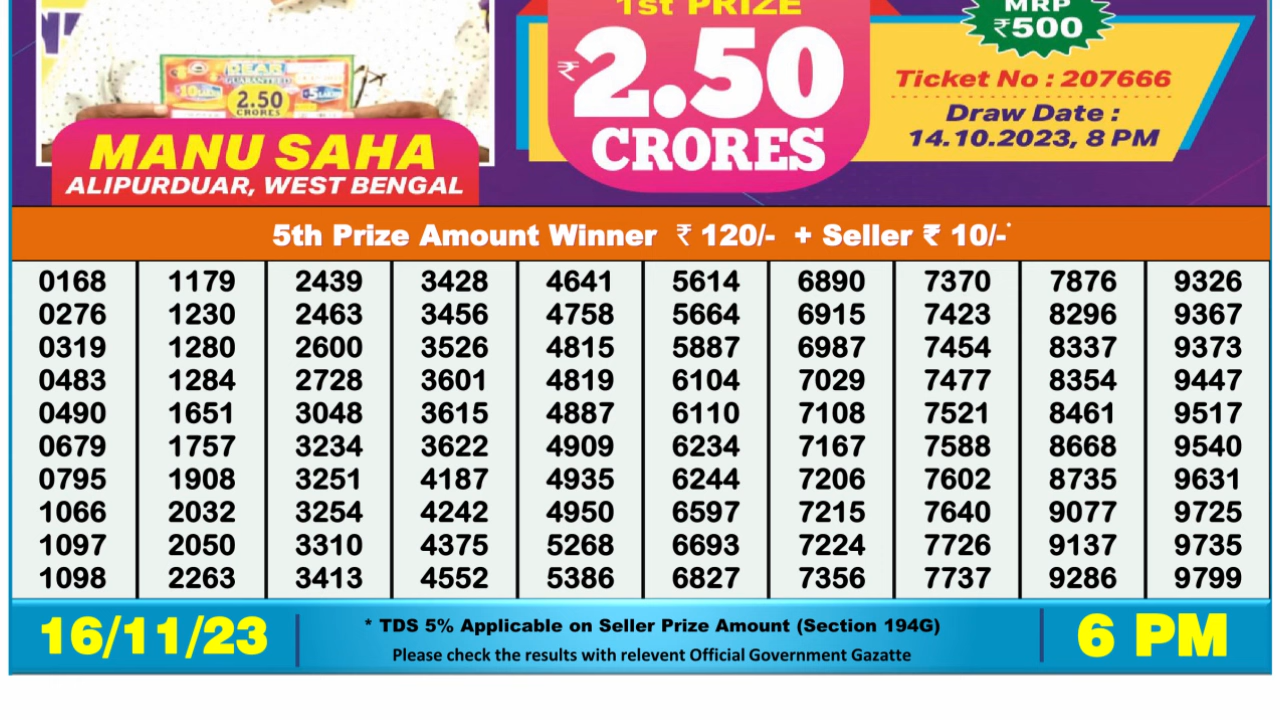 1st PRIZE
₹2.50
CRORES
MRP
₹500
Ticket No : 207666
Draw Date :
14.10.2023, 8 PM
DEAR
GUARANTEED
2.50
CRORES
MANU SAHA
ALIPURDUAR, WEST BENGAL
5th Prize Amount Winner ₹ 120/- + Seller ₹ 10/-*
0168 1179 2439 3428 4641 5614 6890 7370 7876 9326
0276 1230 2463 3456 4758 5664 6915 7423 8296 9367
0319 1280 2600 3526 4815 5887 6987 7454 8337 9373
0483 1284 2728 3601 4819 6104 7029 7477 8354 9447
0490 1651 3048 3615 4887 6110 7108 7521 8461 9517
0679 1757 3234 3622 4909 6234 7167 7588 8668 9540
0795 1908 3251 4187 4935 6244 7206 7602 8735 9631
1066 2032 3254 4242 4950 6597 7215 7640 9077 9725
1097 2050 3310 4375 5268 6693 7224 7726 9137 9735
1098 2263 3413 4552 5386 6827 7356 7737 9286 9799
16/11/23
* TDS 5% Applicable on Seller Prize Amount (Section 194G)
Please check the results with relevent Official Government Gazatte
6 PM